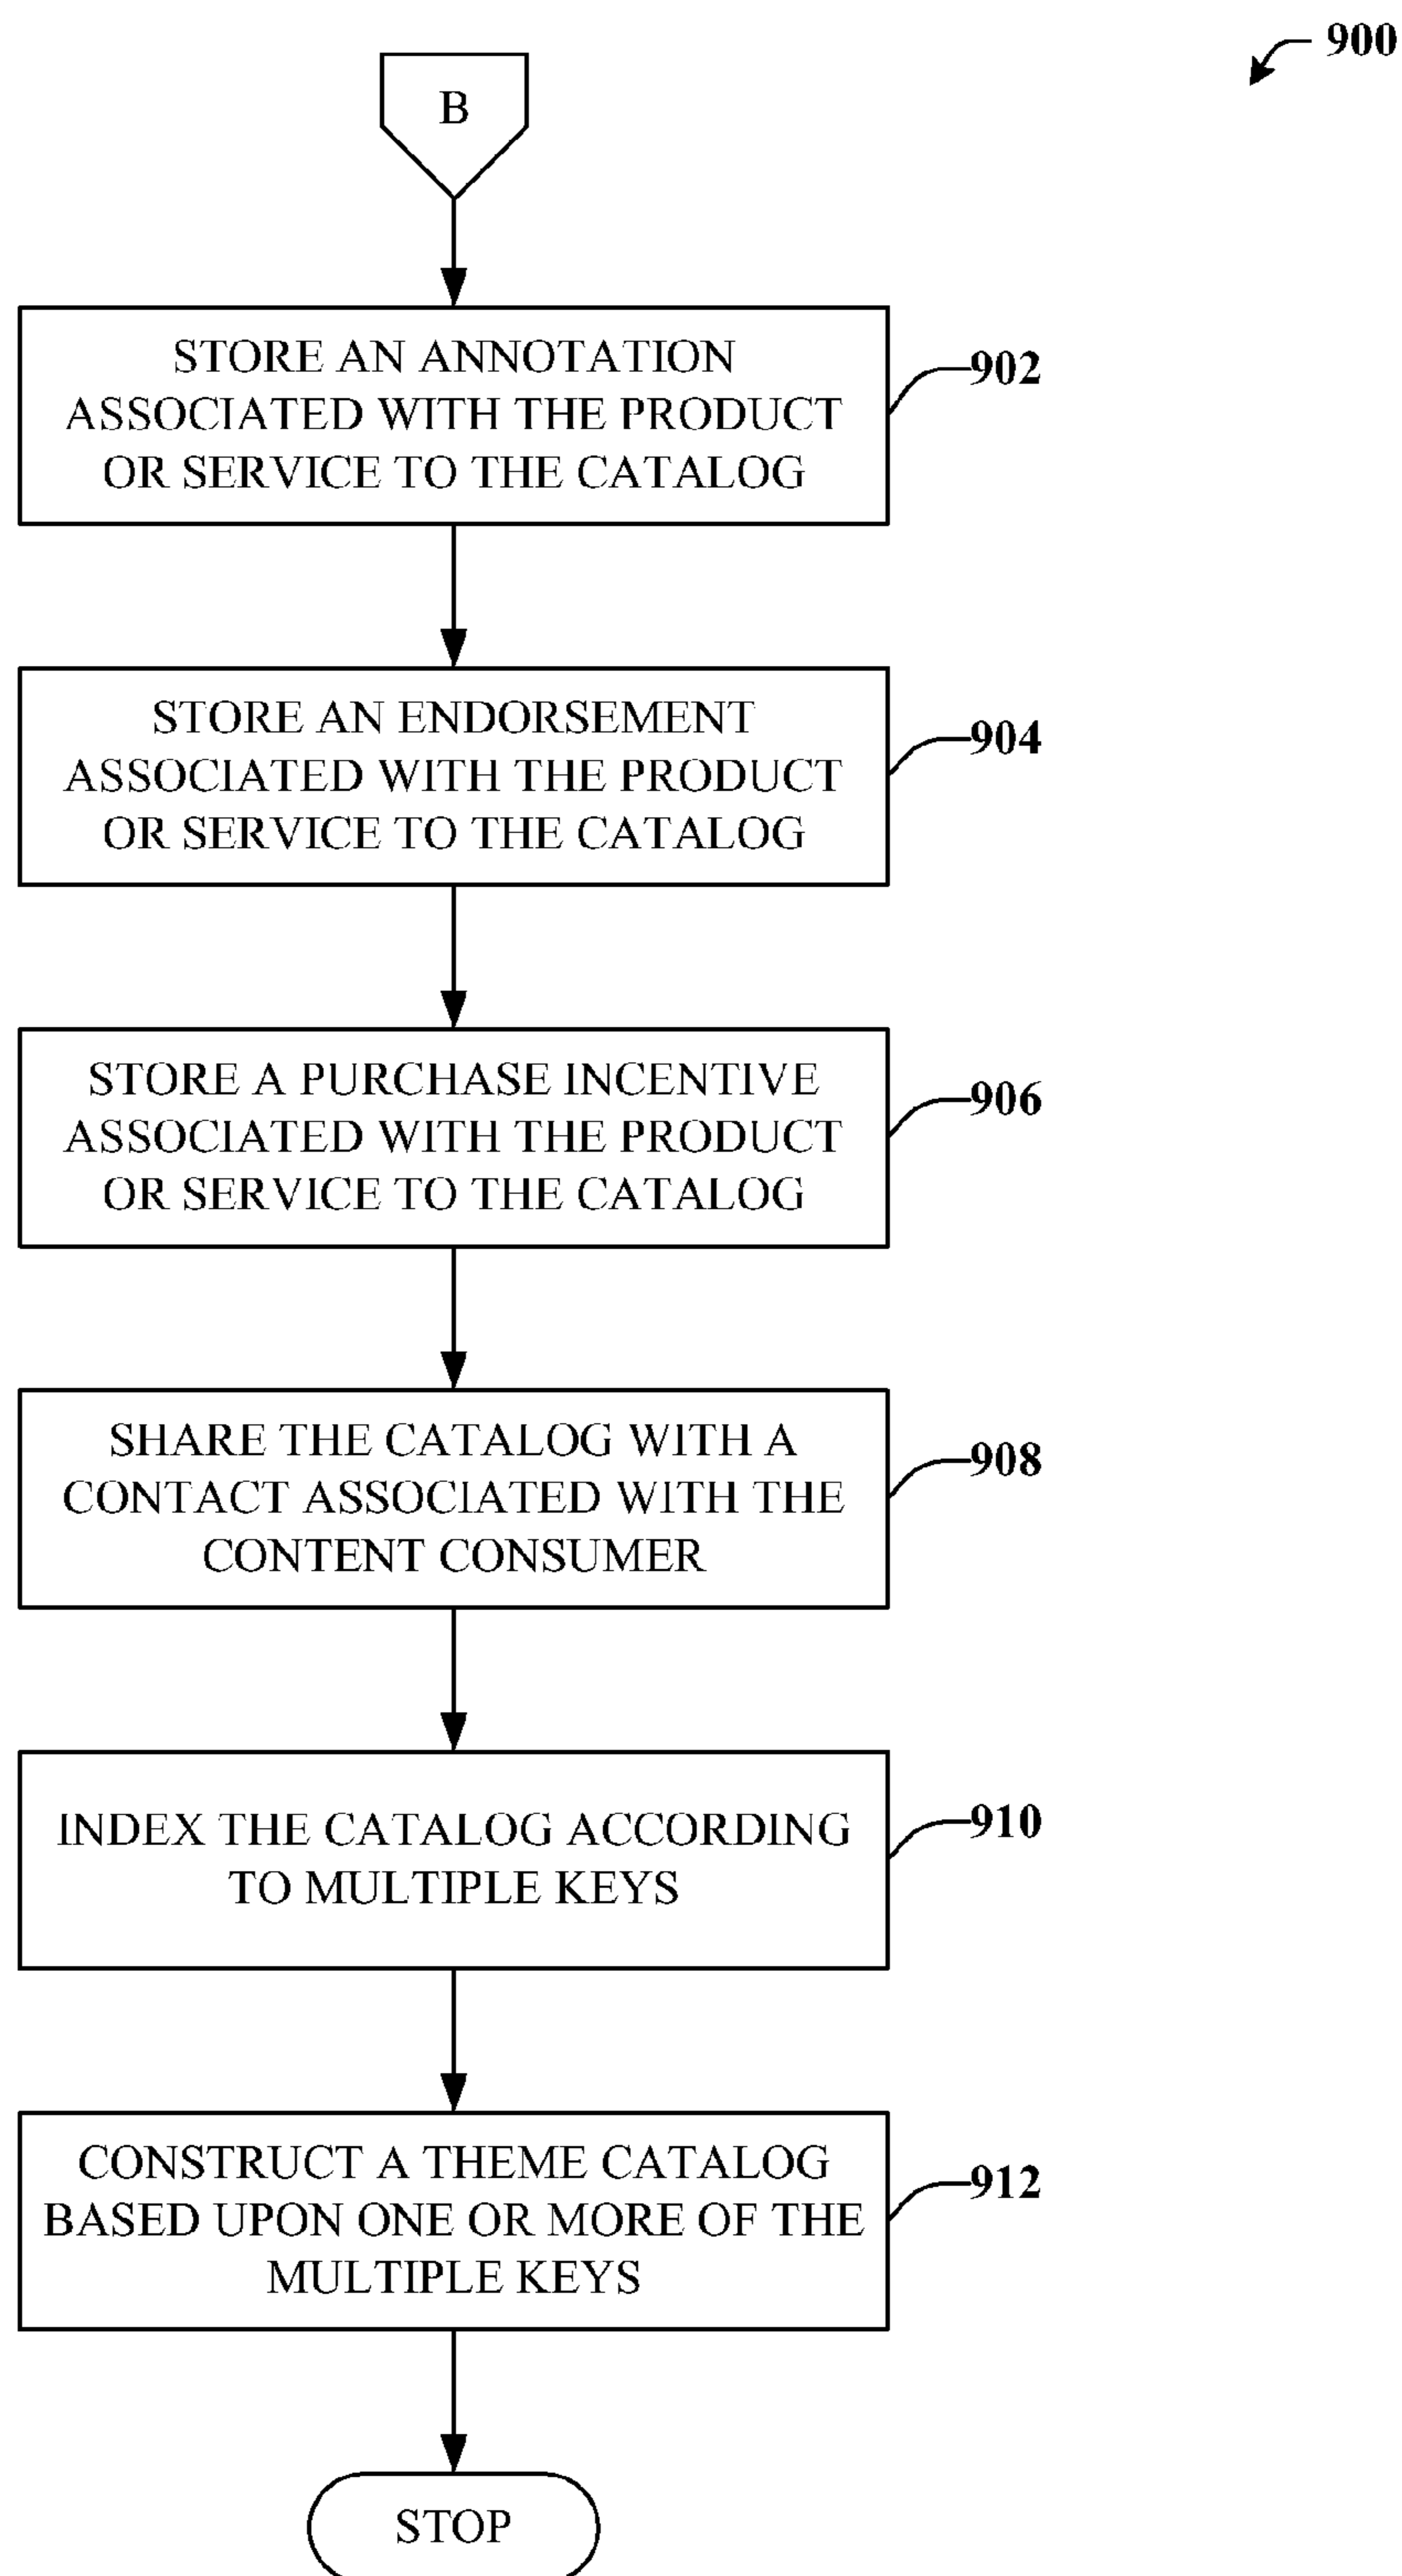 900
B
STORE AN ANNOTATION
ASSOCIATED WITH THE PRODUCT
OR SERVICE TO THE CATALOG
902
STORE AN ENDORSEMENT
ASSOCIATED WITH THE PRODUCT
OR SERVICE TO THE CATALOG
904
STORE A PURCHASE INCENTIVE
ASSOCIATED WITH THE PRODUCT
OR SERVICE TO THE CATALOG
906
SHARE THE CATALOG WITH A
CONTACT ASSOCIATED WITH THE
CONTENT CONSUMER
908
INDEX THE CATALOG ACCORDING
TO MULTIPLE KEYS
910
CONSTRUCT A THEME CATALOG
BASED UPON ONE OR MORE OF THE
MULTIPLE KEYS
912
STOP